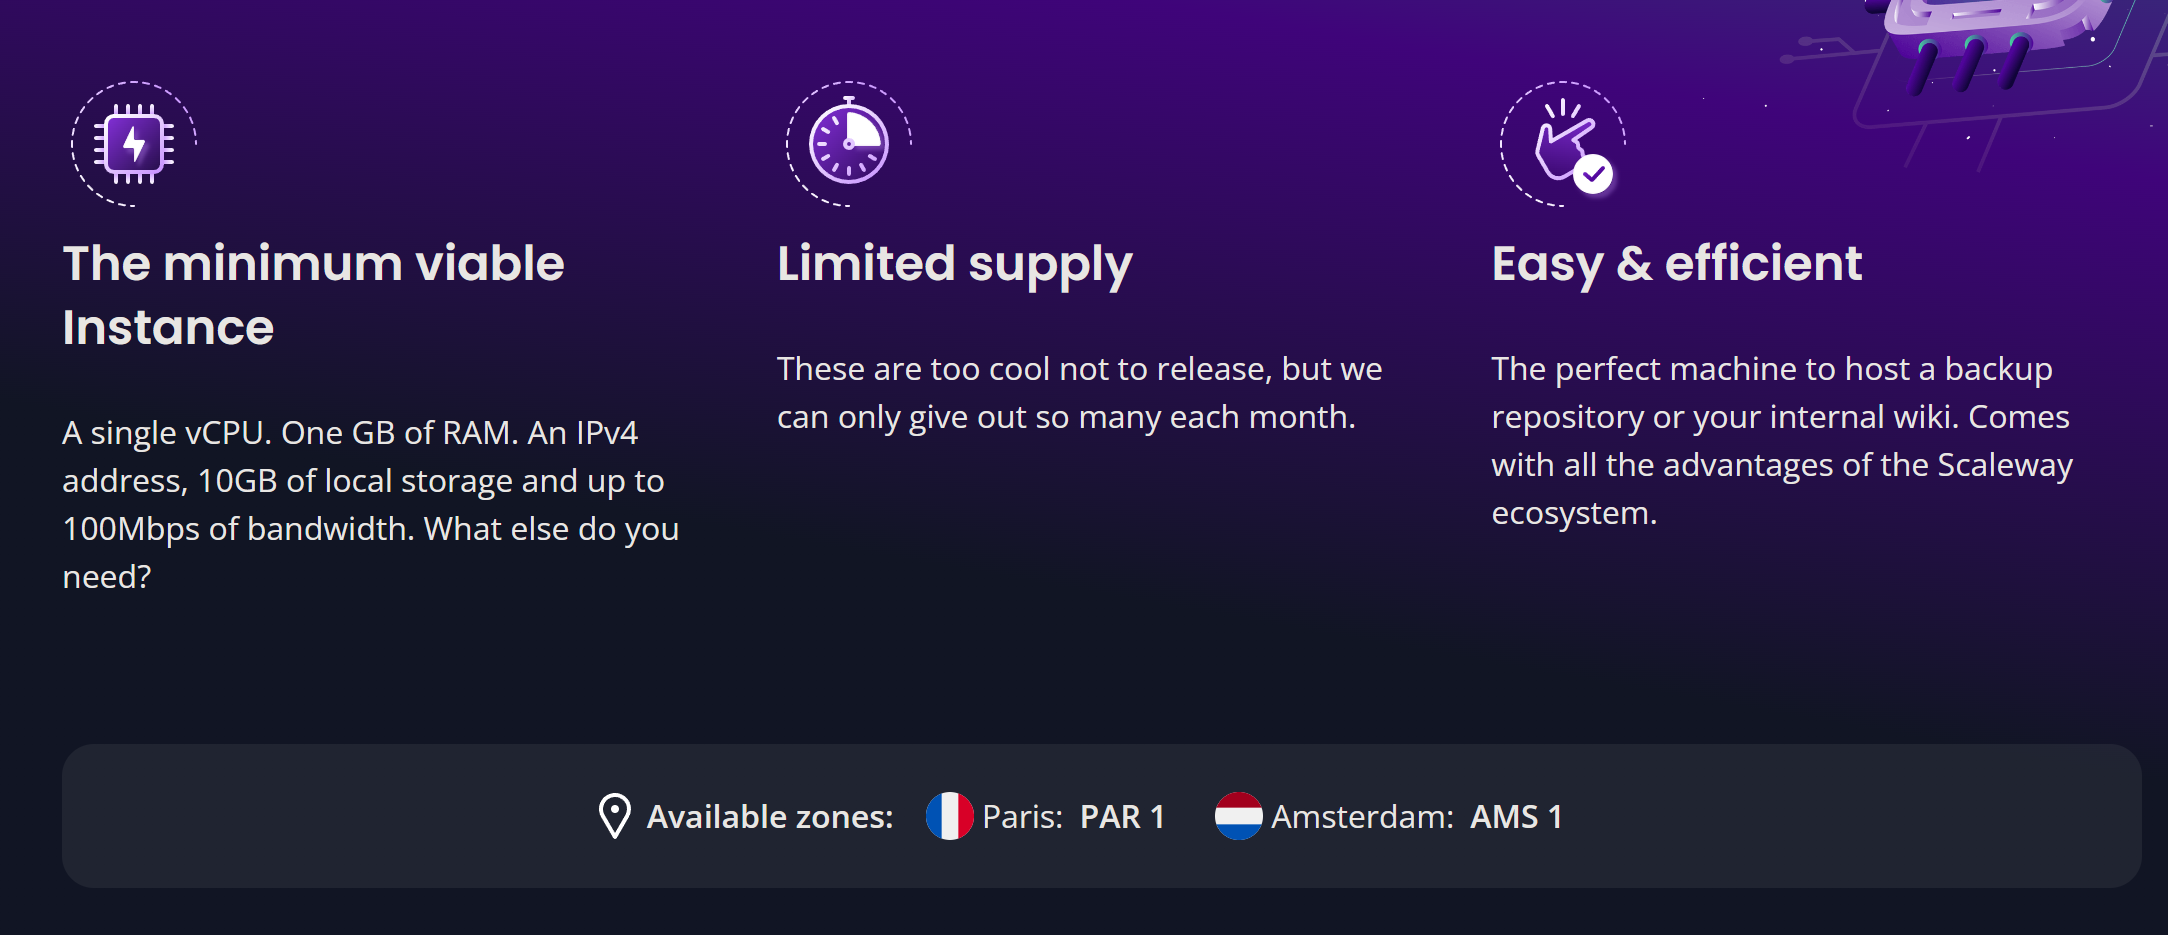 The minimum viable
Instance
A single vCPU. One GB of RAM. An IPv4
address, 10GB of local storage and up to
100Mbps of bandwidth. What else do you
need?
Limited supply
These are too cool not to release, but we
can only give out so many each month.
Easy & efficient
The perfect machine to host a backup
repository or your internal wiki. Comes
with all the advantages of the Scaleway
ecosystem.
Available zones: Paris: PAR 1 Amsterdam: AMS 1